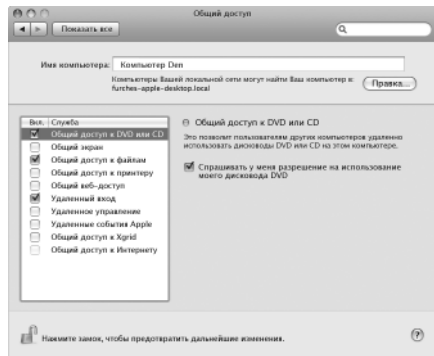 Общий доступ
Показать все
Имя компьютера: Компьютер Den
Компьютеры Вашей локальной сети могут найти Ваш компьютер в:
furches-apple-desktop.local
Правка...
Вкл. Служба
Общий доступ к DVD или CD
Общий экран
Общий доступ к файлам
Общий доступ к принтеру
Общий веб-доступ
Удаленный вход
Удаленное управление
Удаленные события Apple
Общий доступ к Xgrid
Общий доступ к Интернету
Общий доступ к DVD или CD
Это позволит пользователям других компьютеров удаленно
использовать дисководы DVD или CD на этом компьютере.
Спрашивать у меня разрешение на использование
моего дисковода DVD
Нажмите замок, чтобы предотвратить дальнейшие изменения.
?